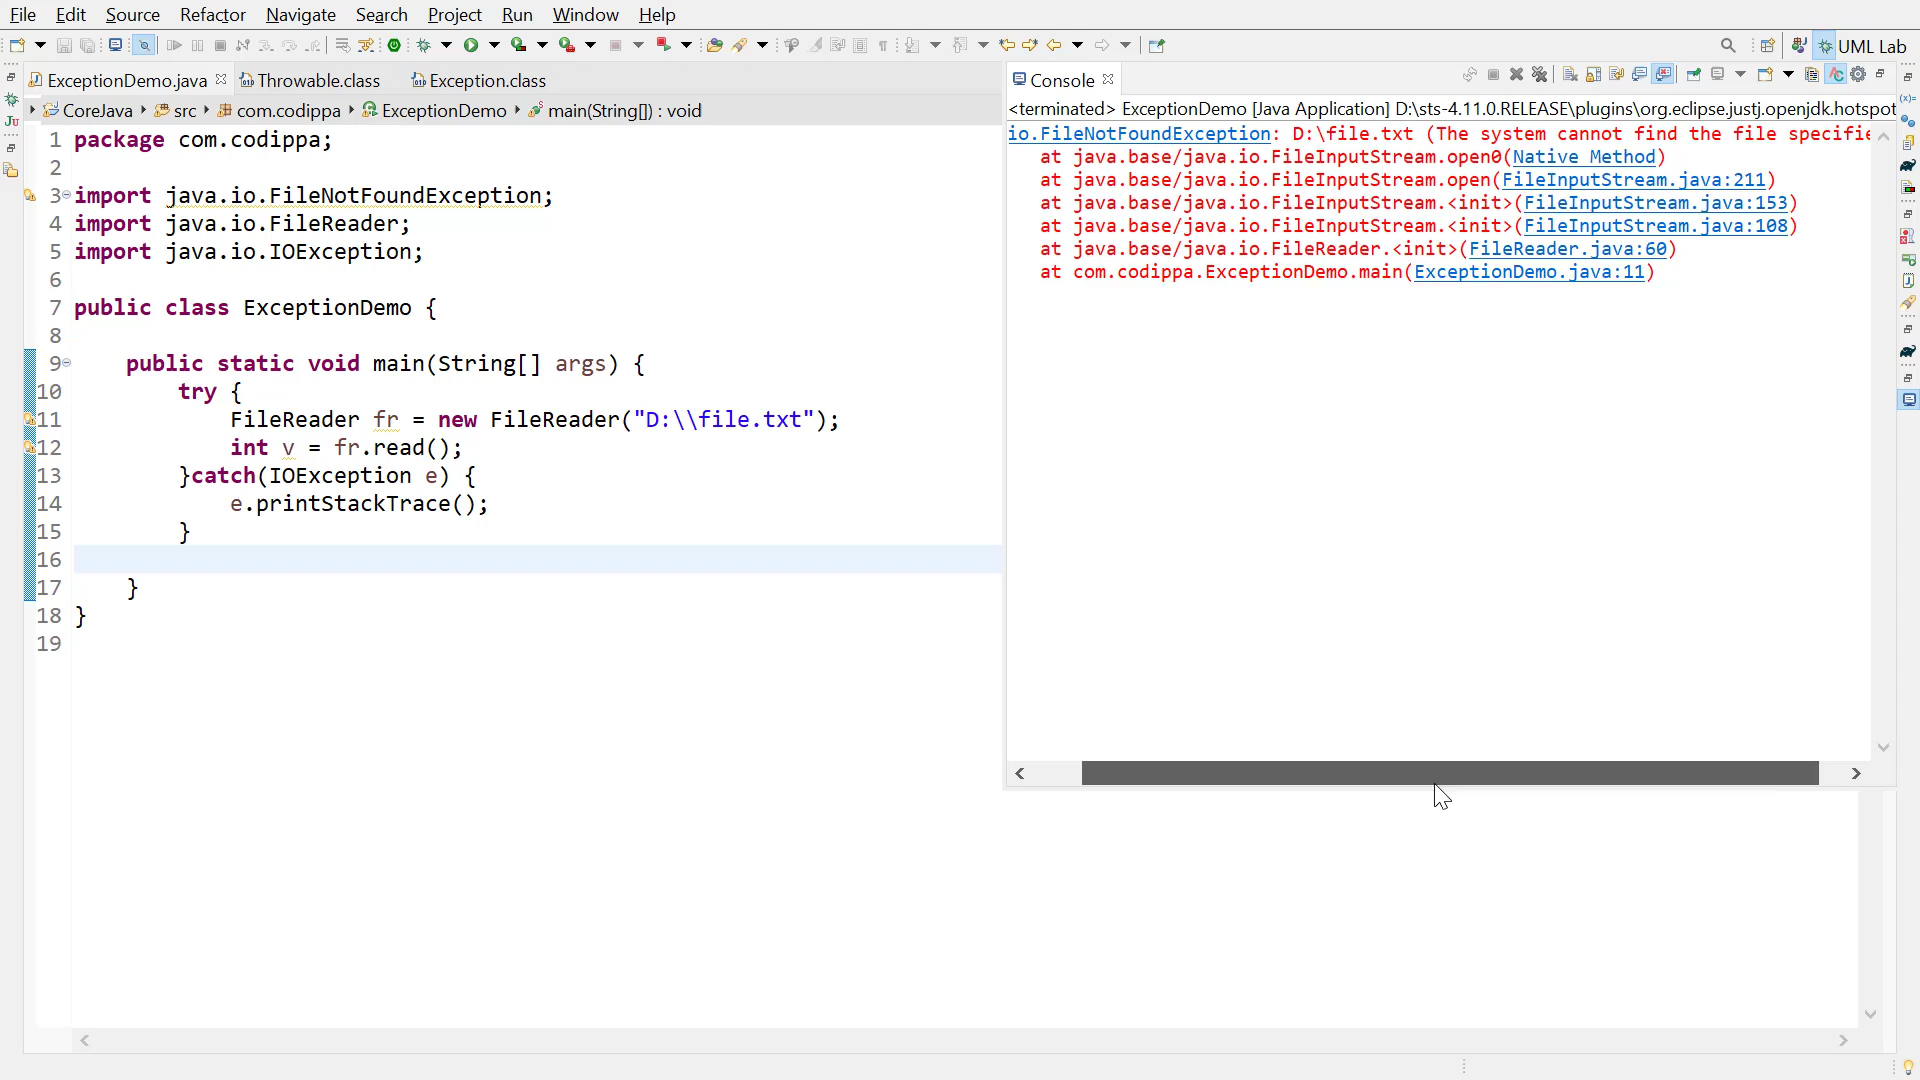 File Edit Source Refactor Navigate Search Project Run Window Help
UML Lab
ExceptionDemo.java Throwable.class Exception.class
Console
CoreJava src com.codippa ExceptionDemo main(String[]) : void
<terminated> ExceptionDemo [Java Application] D:\sts-4.11.0.RELEASE\plugins\org.eclipse.justj.openjdk.hotspot
1 package com.codippa;
2
3 import java.io.FileNotFoundException;
4 import java.io.FileReader;
5 import java.io.IOException;
6
7 public class ExceptionDemo {
8
9 public static void main(String[] args) {
10 try {
11 FileReader fr = new FileReader("D:\\file.txt");
12 int v = fr.read();
13 }catch(IOException e) {
14 e.printStackTrace();
15 }
16
17 }
18 }
19
io.FileNotFoundException: D:\file.txt (The system cannot find the file specifie
at java.base/java.io.FileInputStream.open0(Native Method)
at java.base/java.io.FileInputStream.open(FileInputStream.java:211)
at java.base/java.io.FileInputStream.<init>(FileInputStream.java:153)
at java.base/java.io.FileInputStream.<init>(FileInputStream.java:108)
at java.base/java.io.FileReader.<init>(FileReader.java:60)
at com.codippa.ExceptionDemo.main(ExceptionDemo.java:11)